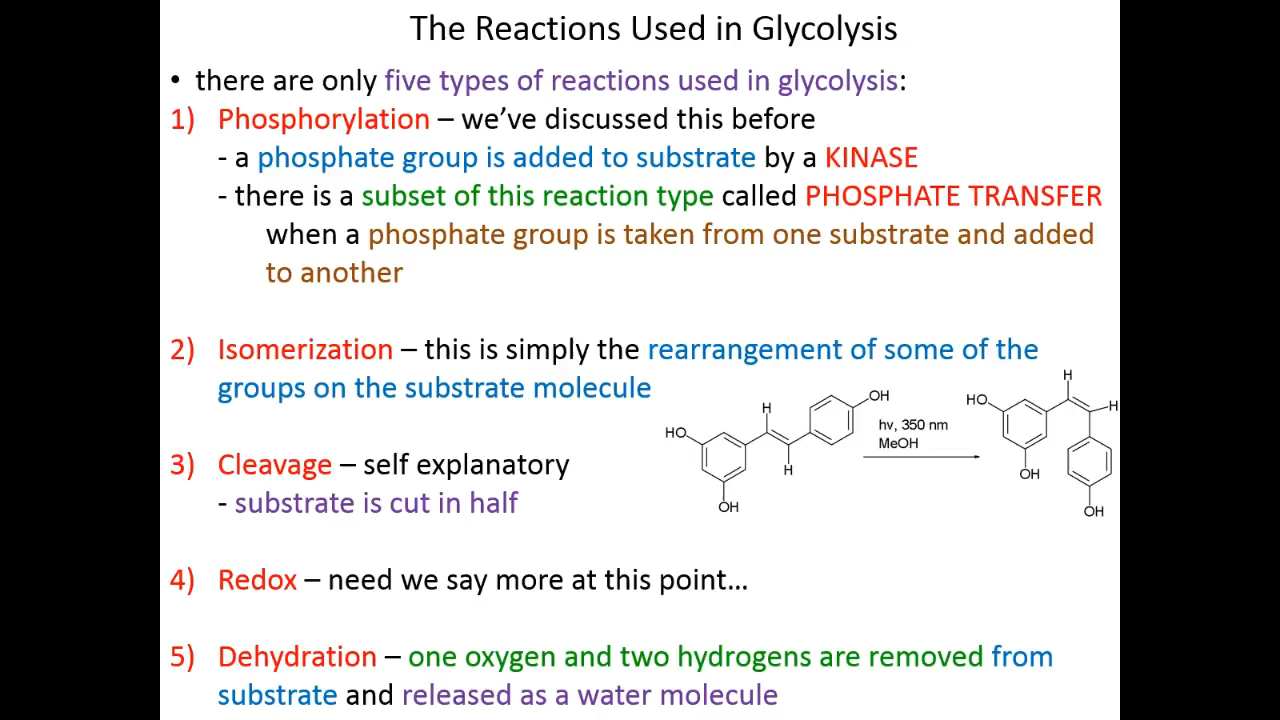 The Reactions Used in Glycolysis
• there are only five types of reactions used in glycolysis:
1) Phosphorylation – we’ve discussed this before
- a phosphate group is added to substrate by a KINASE
- there is a subset of this reaction type called PHOSPHATE TRANSFER
when a phosphate group is taken from one substrate and added
to another
2) Isomerization – this is simply the rearrangement of some of the
groups on the substrate molecule
HO
H
H
OH
OH
hv, 350 nm
MeOH
HO
H
H
OH
OH
3) Cleavage – self explanatory
- substrate is cut in half
4) Redox – need we say more at this point...
5) Dehydration – one oxygen and two hydrogens are removed from
substrate and released as a water molecule